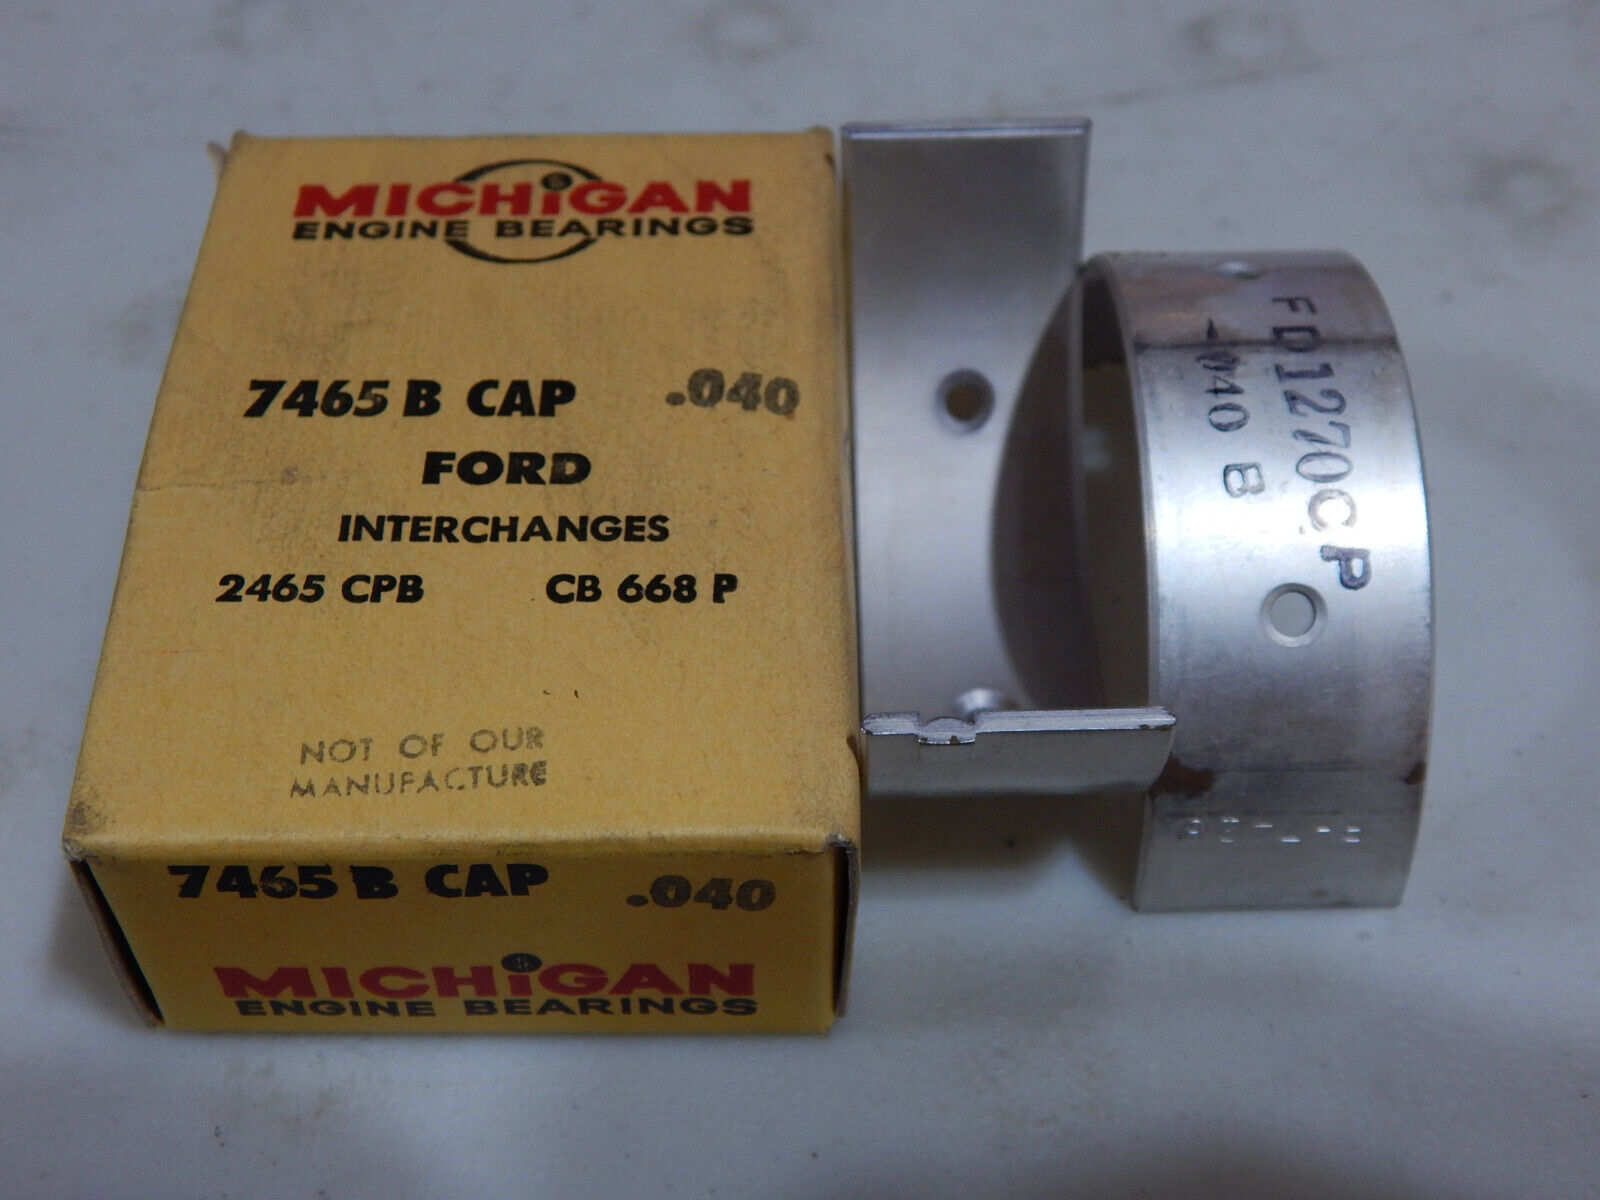 MICHiGAN
ENGINE BEARINGS
7465 B CAP .040
FORD
INTERCHANGES
2465 CPB CB 668 P
NOT OF OUR
MANUFACTURE
7465 B CAP .040
MICHiGAN
ENGINE BEARINGS
FD1270CP
-040 B